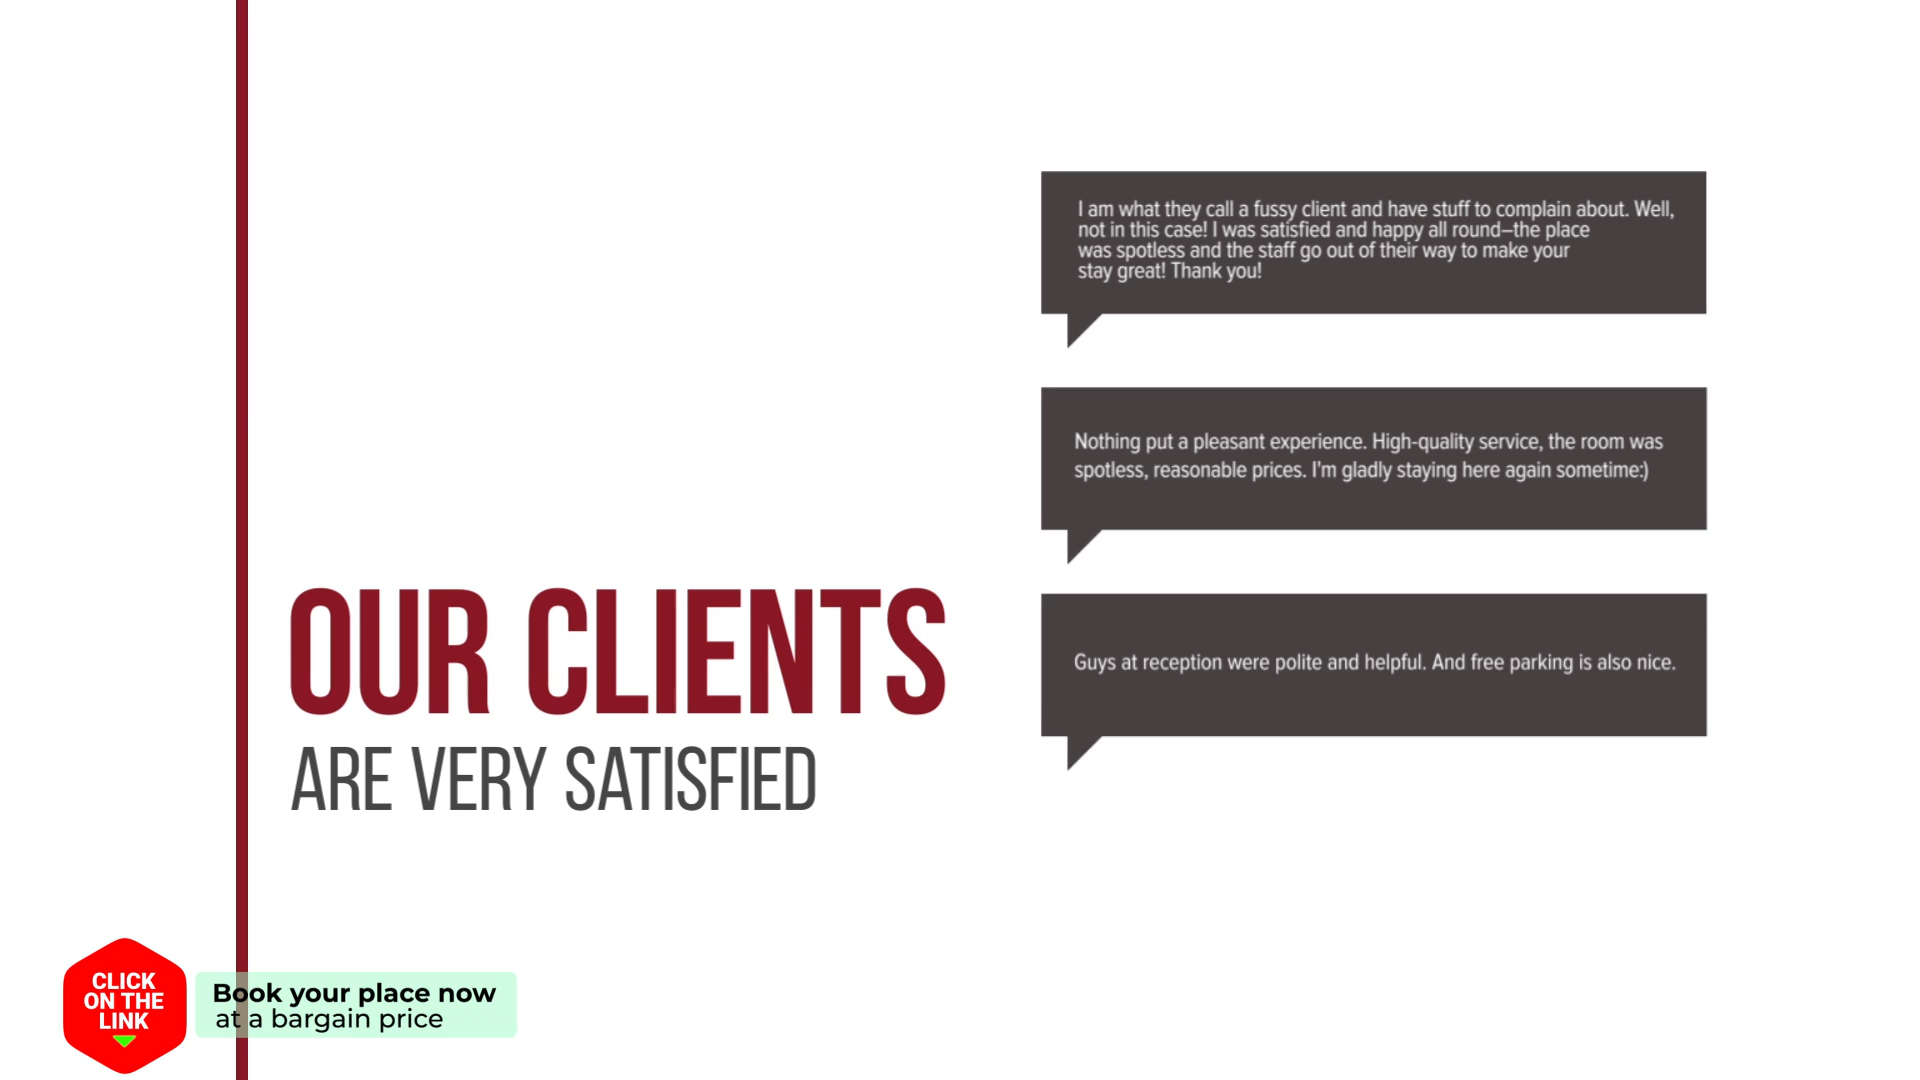 I am what they call a fussy client and have stuff to complain about. Well,
not in this case! I was satisfied and happy all round–the place
was spotless and the staff go out of their way to make your
stay great! Thank you!
Nothing put a pleasant experience. High-quality service, the room was
spotless, reasonable prices. I'm gladly staying here again sometime:)
Guys at reception were polite and helpful. And free parking is also nice.
OUR CLIENTS
ARE VERY SATISFIED
CLICK
ON THE
LINK
Book your place now
at a bargain price